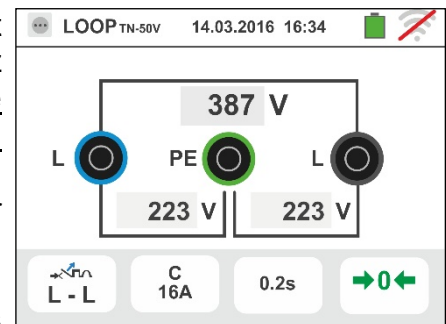 LOOP TN-50V 14.03.2016 16:34
387 V
L PE L
223 V 223 V
L - L C 16A 0.2s →0←